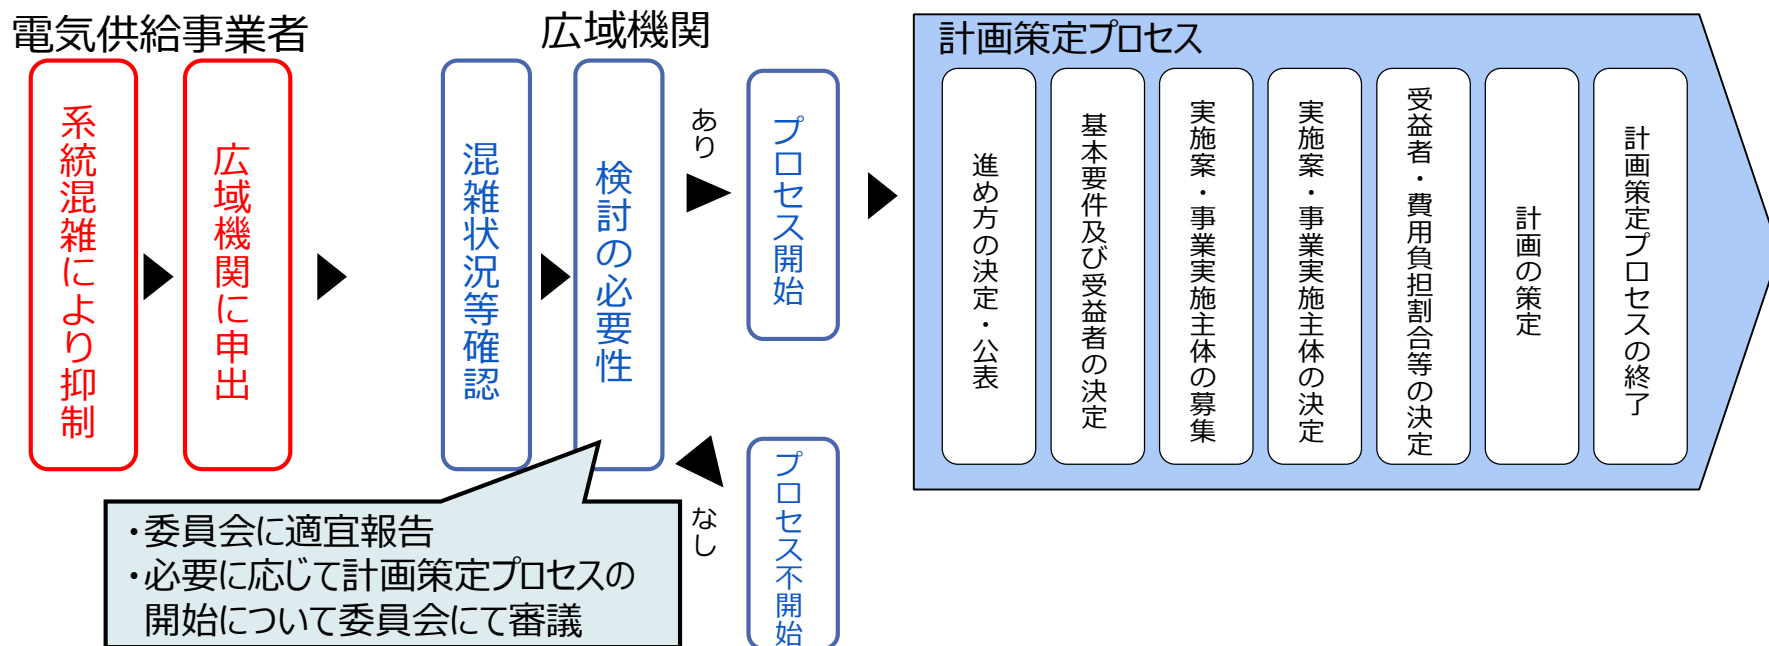 電気供給事業者
系統混雑により抑制
広域機関に申出
広域機関
混雑状況等確認
検討の必要性
・委員会に適宜報告
・必要に応じて計画策定プロセスの
開始について委員会にて審議
あり
プロセス開始
なし
プロセス不開始
計画策定プロセス
進め方の決定・公表
基本要件及び受益者の決定
実施案・事業実施主体の募集
実施案・事業実施主体の決定
受益者・費用負担割合等の決定
計画の策定
計画策定プロセスの終了